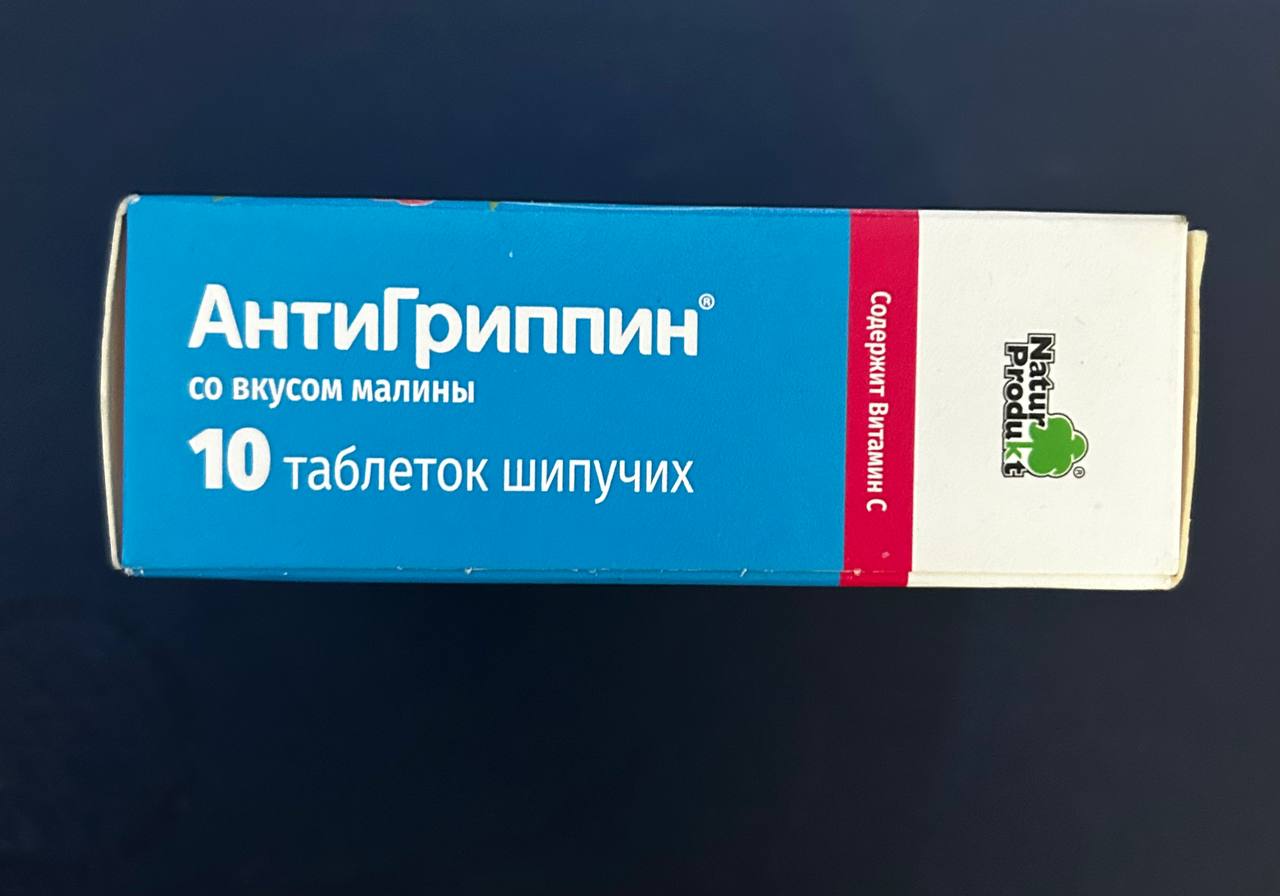 АнтиГриппин®
со вкусом малины
10 таблеток шипучих
Содержит Витамин С
Natur
Produkt®